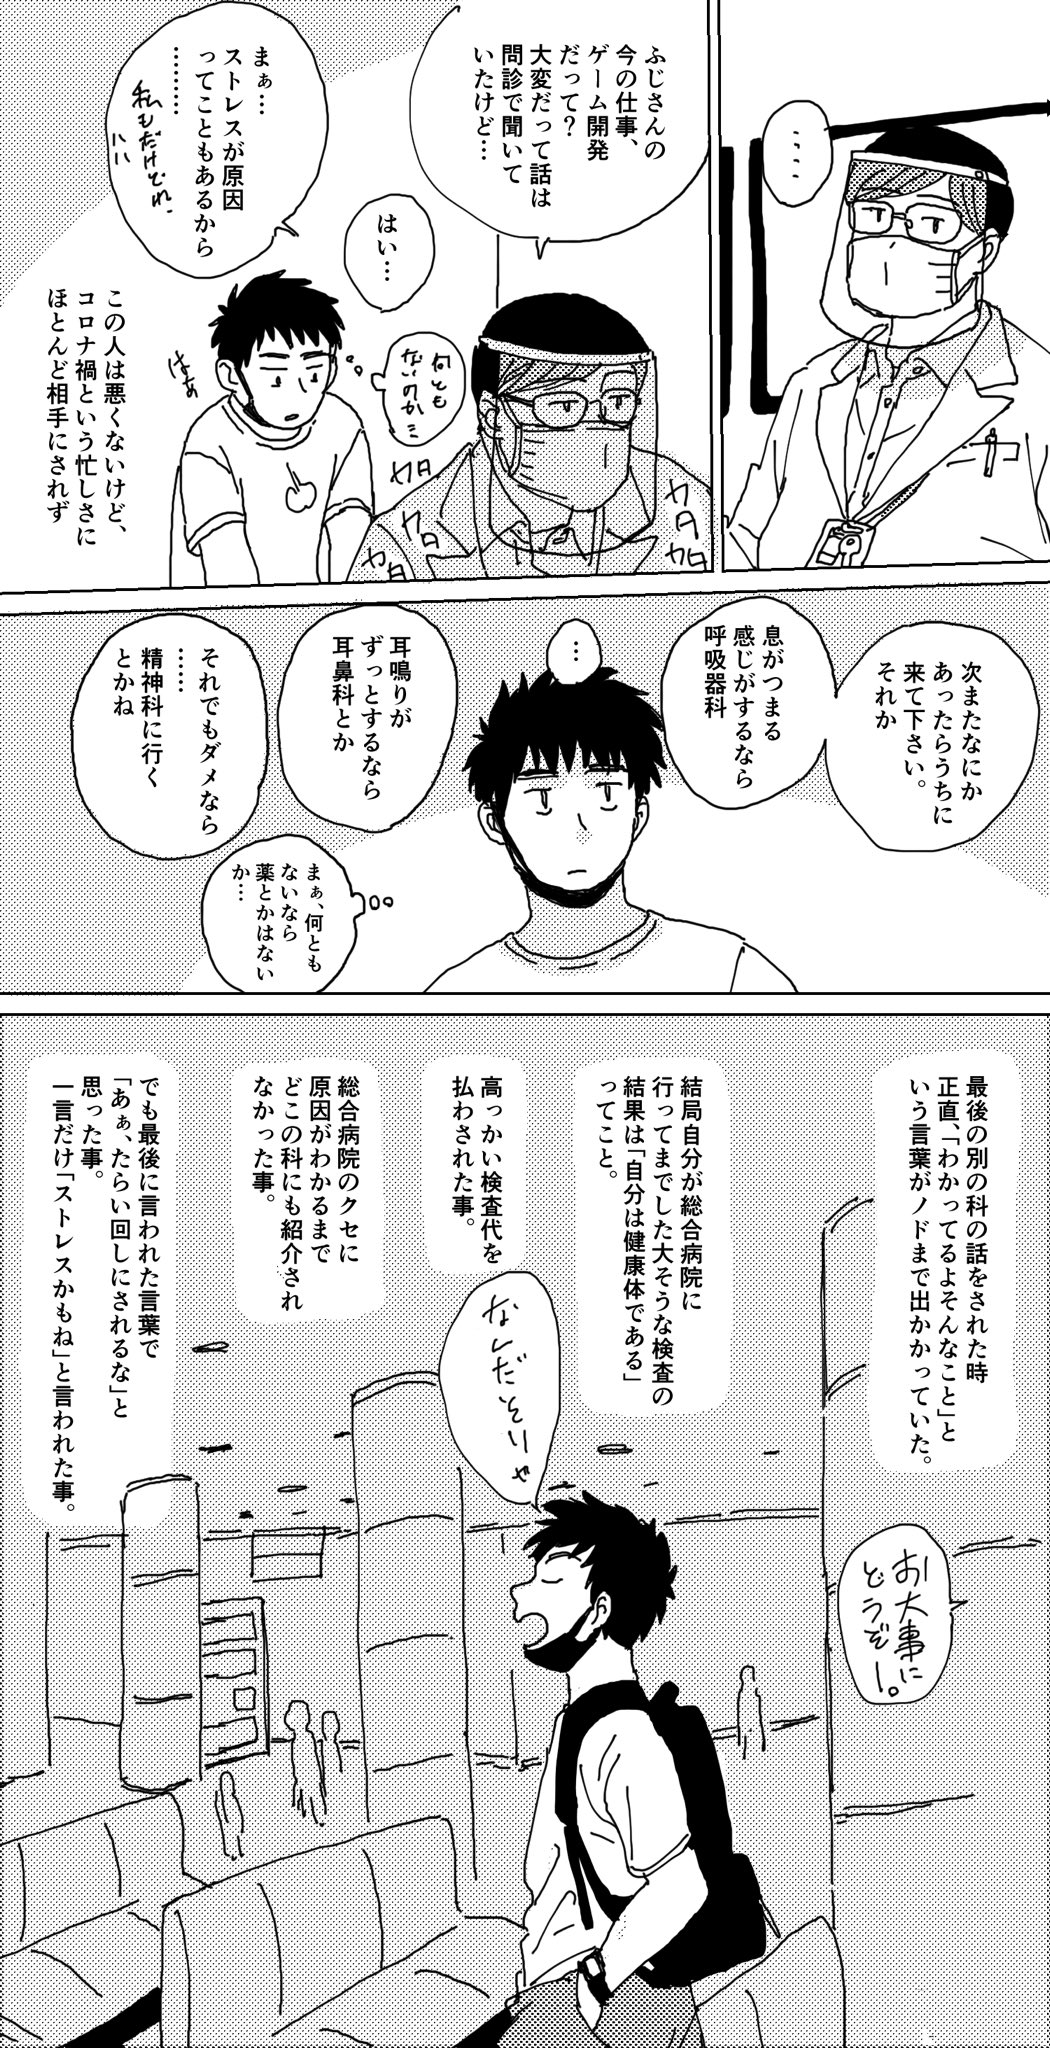 ‥‥
ふじさんの
今の仕事、
ゲーム開発
だって？
大変だって話は
問診で聞いて
いたけど…
はい…
まぁ…
ストレスが原因
ってこともあるから
………
私もだけどね．
ハハ
何とも
ないのか…
はぁ
カタ
カタ
カタ
カタ
カタ
この人は悪くないけど、
コロナ禍という忙しさに
ほとんど相手にされず
次またなにか
あったらうちに
来て下さい。
それか
息がつまる
感じがするなら
呼吸器科
…
耳鳴りが
ずっとするなら
耳鼻科とか
それでもダメなら
……
精神科に行く
とかね
まぁ、何とも
ないなら
薬とかはない
か…
最後の別の科の話をされた時
正直、「わかってるよそんなこと」と
いう言葉がノドまで出かかっていた。
結局自分が総合病院に
行ってまでした大そうな検査の
結果は「自分は健康体である」
ってこと。
高っかい検査代を
払わされた事。
総合病院のクセに
原因がわかるまで
どこの科にも紹介され
なかった事。
でも最後に言われた言葉で
「あぁ、たらい回しにされるな」と
思った事。
一言だけ「ストレスかもね」と言われた事。
お大事に
どうぞー。
なんだ、そりゃ